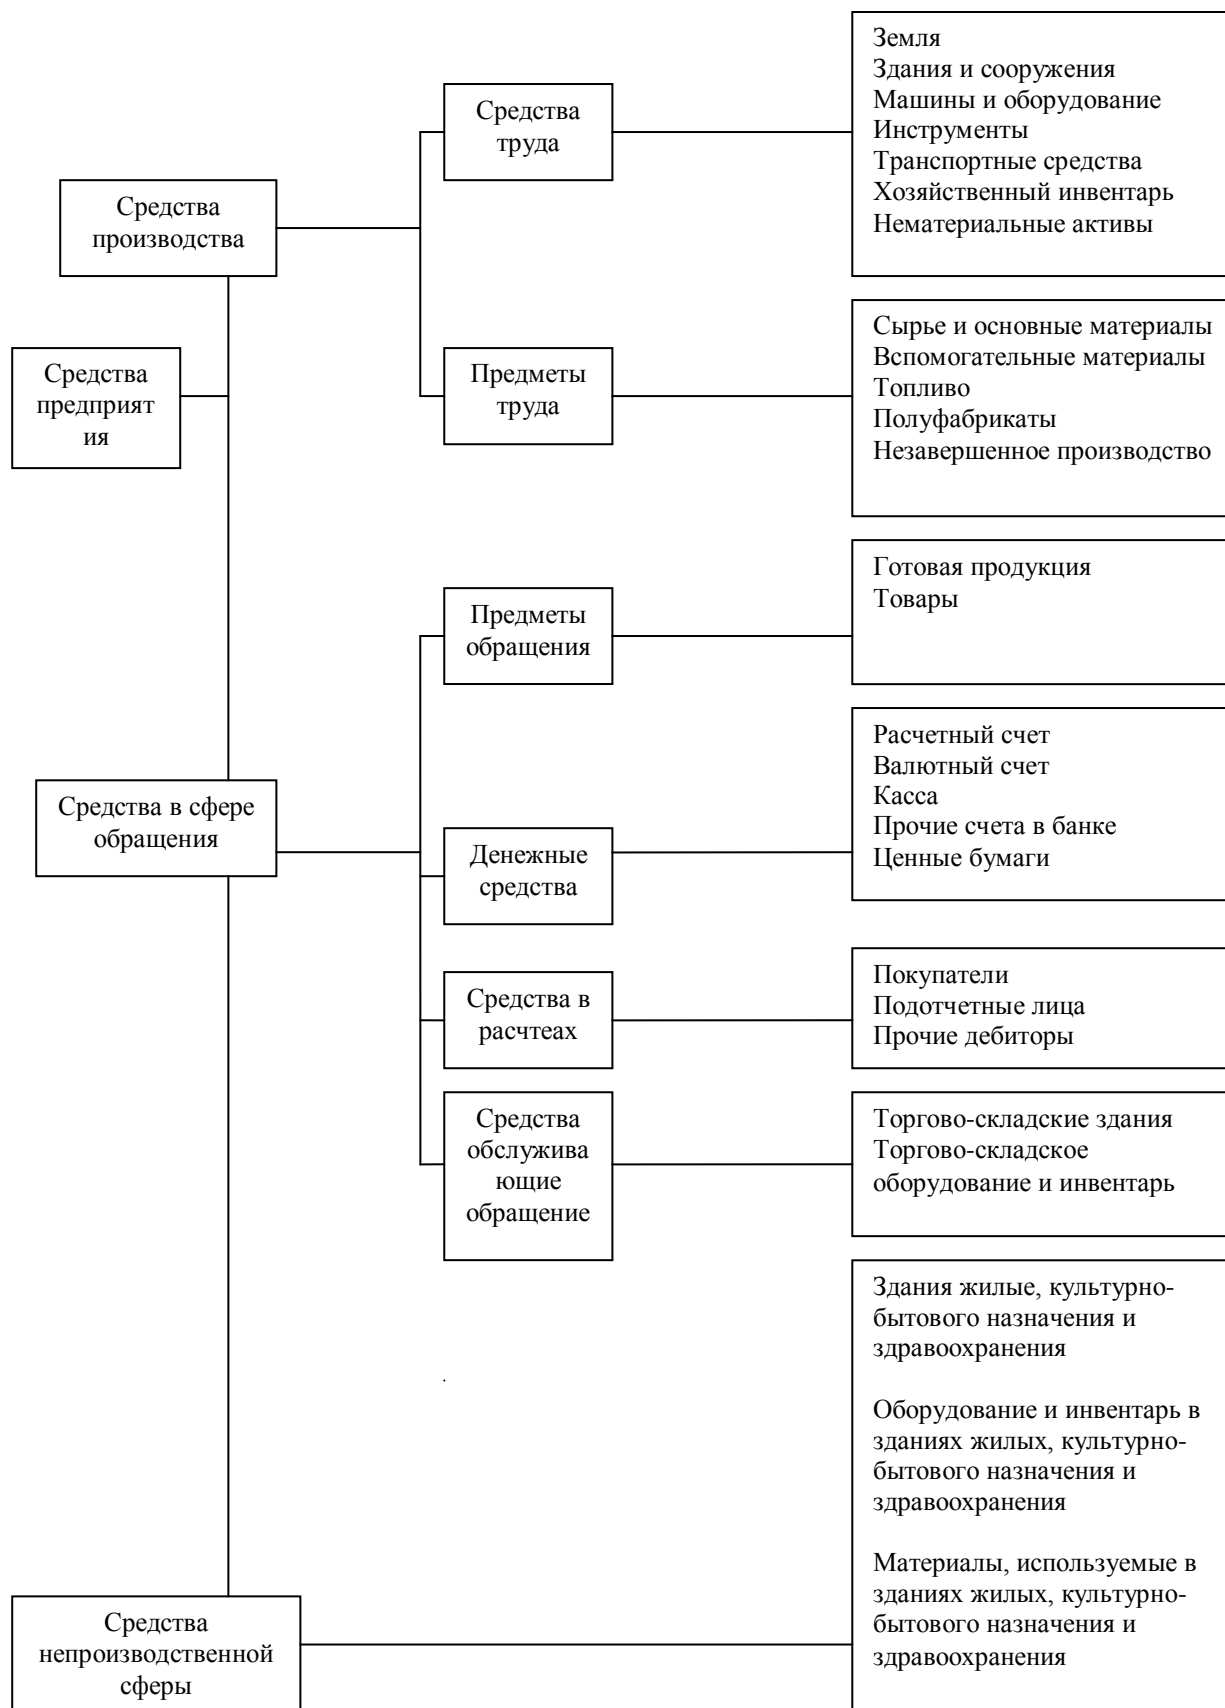 Земля
Здания и сооружения
Машины и оборудование
Инструменты
Транспортные средства
Хозяйственный инвентарь
Нематериальные активы
Средства
труда
Средства
производства
Сырье и основные материалы
Вспомогательные материалы
Топливо
Полуфабрикаты
Незавершенное производство
Предметы
труда
Средства
предприят
ия
Готовая продукция
Товары
Предметы
обращения
Расчетный счет
Валютный счет
Касса
Прочие счета в банке
Ценные бумаги
Средства в сфере
обращения
Денежные
средства
Покупатели
Подотчетные лица
Прочие дебиторы
Средства в
расчтеах
Торгово-складские здания
Торгово-складское
оборудование и инвентарь
Средства
обслужива
ющие
обращение
Здания жилые, культурно-
бытового назначения и
здравоохранения
Оборудование и инвентарь в
зданиях жилых, культурно-
бытового назначения и
здравоохранения
Материалы, используемые в
зданиях жилых, культурно-
бытового назначения и
здравоохранения
Средства
непроизводственной
сферы